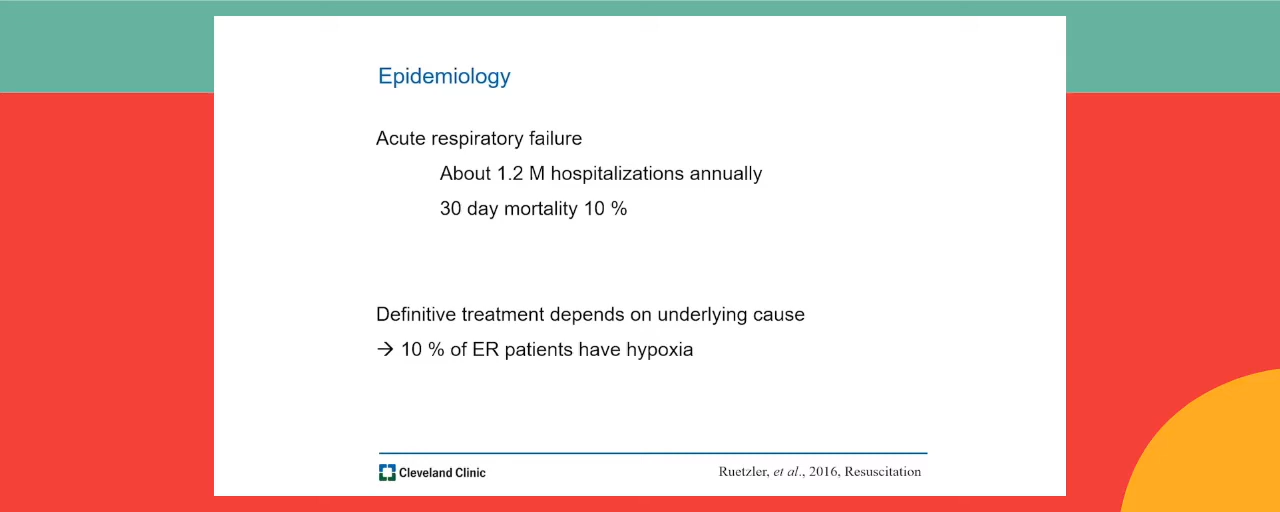 Epidemiology
Acute respiratory failure
About 1.2 M hospitalizations annually
30 day mortality 10 %
Definitive treatment depends on underlying cause
→ 10 % of ER patients have hypoxia
Cleveland Clinic
Ruetzler, et al., 2016, Resuscitation